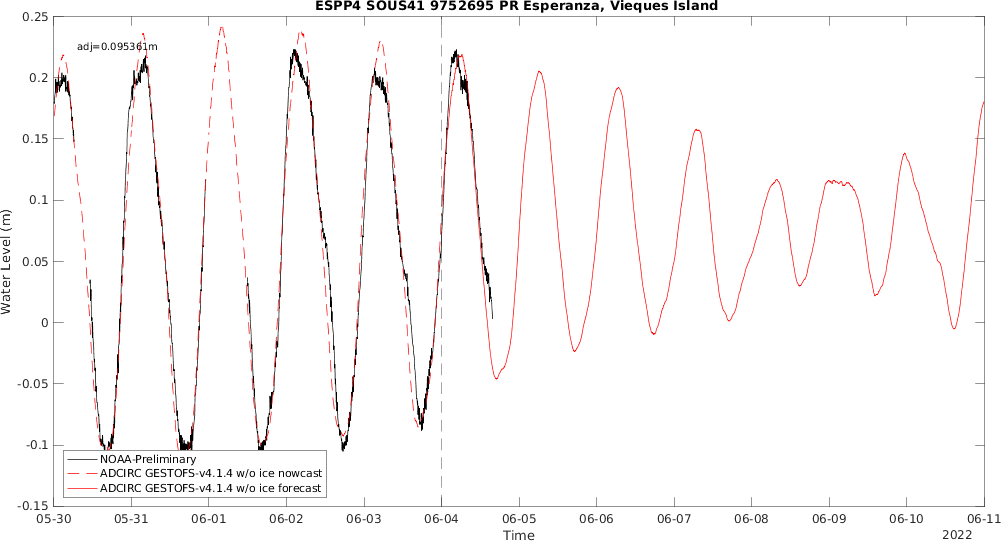 ESPP4 SOUS41 9752695 PR Esperanza, Vieques Island
adj=0.095361m
0.25
0.2
0.15
0.1
0.05
0
-0.05
-0.1
-0.15
Water Level (m)
NOAA-Preliminary
ADCIRC GESTOFS-v4.1.4 w/o ice nowcast
ADCIRC GESTOFS-v4.1.4 w/o ice forecast
05-30 05-31 06-01 06-02 06-03 06-04 06-05 06-06 06-07 06-08 06-09 06-10 06-11
Time
2022